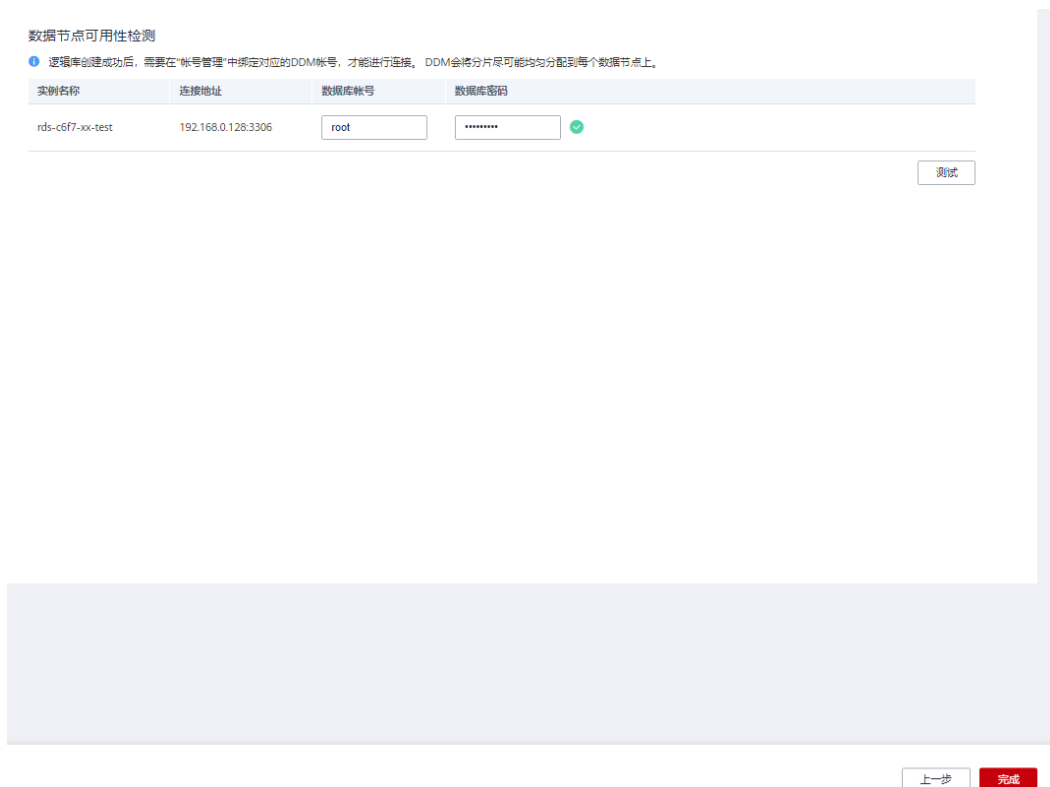 数据节点可用性检测
逻辑库创建成功后，需要在“帐号管理”中绑定对应的DDM帐号，才能进行连接。 DDM会将分片尽可能均匀分配到每个数据节点上。
实例名称 连接地址 数据库帐号 数据库密码
rds-c6f7-xx-test 192.168.0.128:3306 root •••••••••
测试
上一步 完成